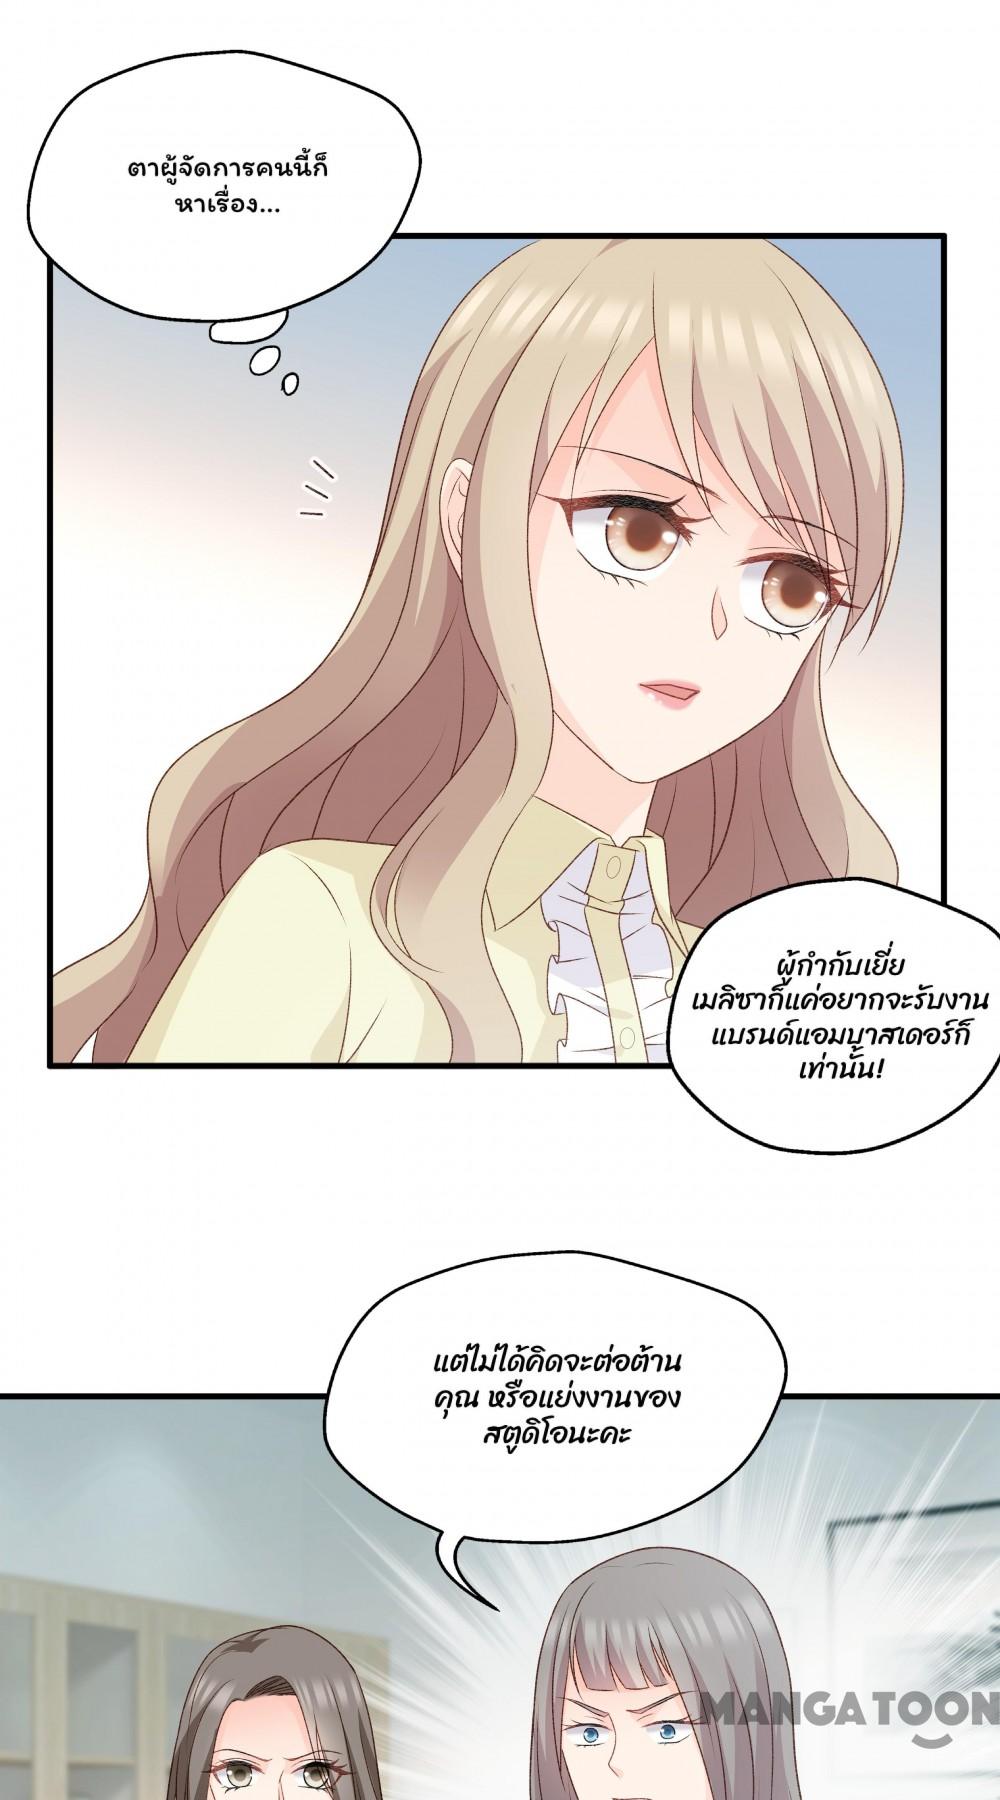 ตาผู้จัดการคนนี้ก็
หาเรื่อง...
ผู้กำกับเยี่ย
เมลิซาก็แค่อยากจะรับงาน
แบรนด์แอมบาสเดอร์ก็
เท่านั้น!
แต่ไม่ได้คิดจะต่อต้าน
คุณ หรือแย่งงานของ
สตูดิโอนะคะ
MANGATOON